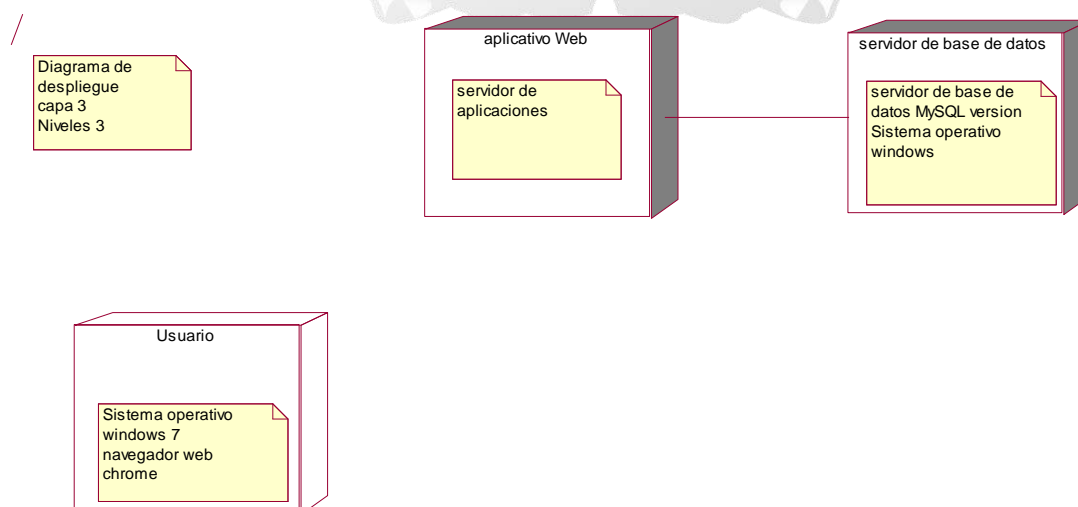 Diagrama de
despliegue
capa 3
Niveles 3
aplicativo Web
servidor de
aplicaciones
servidor de base de datos
servidor de base de
datos MySQL version
Sistema operativo
windows
Usuario
Sistema operativo
windows 7
navegador web
chrome